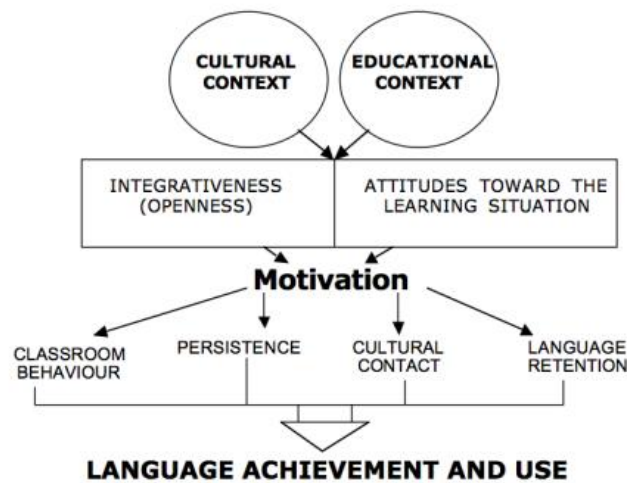 CULTURAL
CONTEXT
EDUCATIONAL
CONTEXT
INTEGRATIVENESS
(OPENNESS)
ATTITUDES TOWARD THE
LEARNING SITUATION
Motivation
CLASSROOM
BEHAVIOUR
PERSISTENCE
CULTURAL
CONTACT
LANGUAGE
RETENTION
LANGUAGE ACHIEVEMENT AND USE